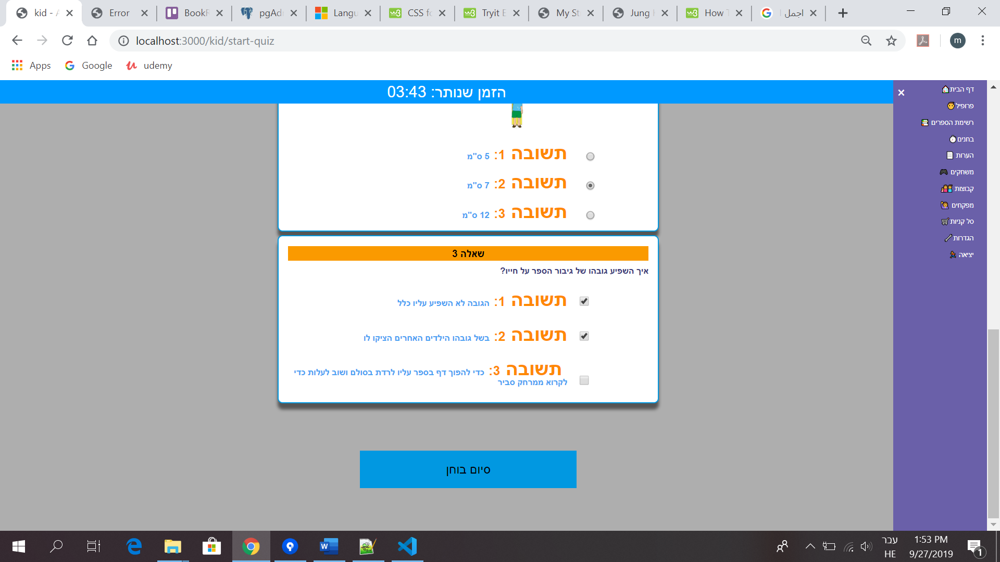 kid - A
Error
BookR
pgAdr
Langu
CSS fo
Tryit E
My St
Jung
How T
اجمل ا
localhost:3000/kid/start-quiz
m
Apps
Google
udemy
הזמן שנותר: 03:43
×
דף הבית
פרופיל
רשימת הספרים
בחנים
הערות
משחקים
קבוצות
מפקחים
סל קניות
הגדרות
יציאה
תשובה 1: 5 ס"מ
תשובה 2: 7 ס"מ
תשובה 3: 12 ס"מ
שאלה 3
איך השפיע גובהו של גיבור הספר על חייו?
תשובה 1: הגובה לא השפיע עליו כלל
תשובה 2: בשל גובהו הילדים האחרים הציקו לו
תשובה 3: כדי להפוך דף בספר עליו לרדת בסולם ושוב לעלות כדי
לקרוא ממרחק סביר
סיום בוחן
עבר
HE
1:53 PM
9/27/2019
1